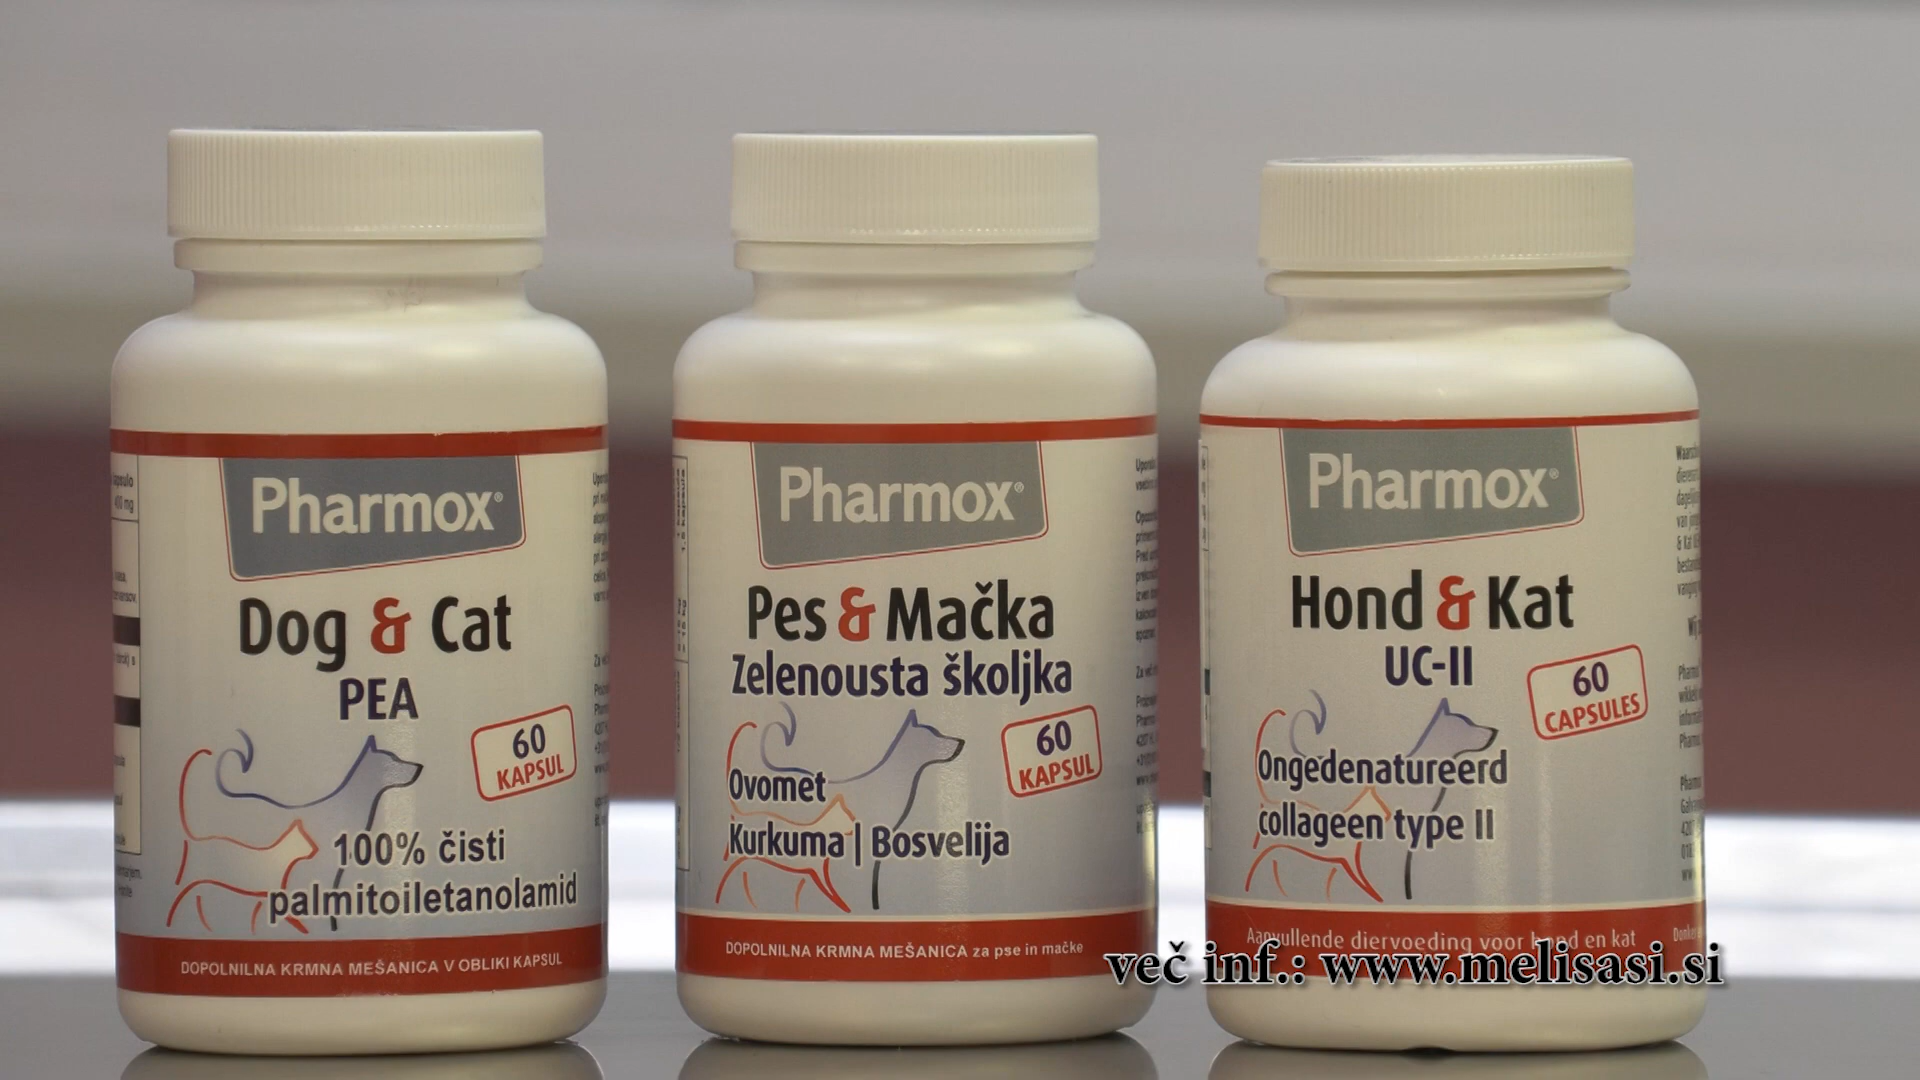 Pharmox®
Dog & Cat
PEA
60
KAPSUL
100% čisti
palmitoiletanolamid
DOPOLNILNA KRMNA MEŠANICA V OBLIKI KAPSUL
Pharmox®
Pes & Mačka
Zelenousta školjka
60
KAPSUL
Ovomet
Kurkuma | Bosvelija
DOPOLNILNA KRMNA MEŠANICA za pse in mačke
Pharmox®
Hond & Kat
UC-II
60
CAPSULES
Ongedenatureerd
collageen type II
Aanvullende diervoeding voor hond en kat
več inf.: www.melisasi.si